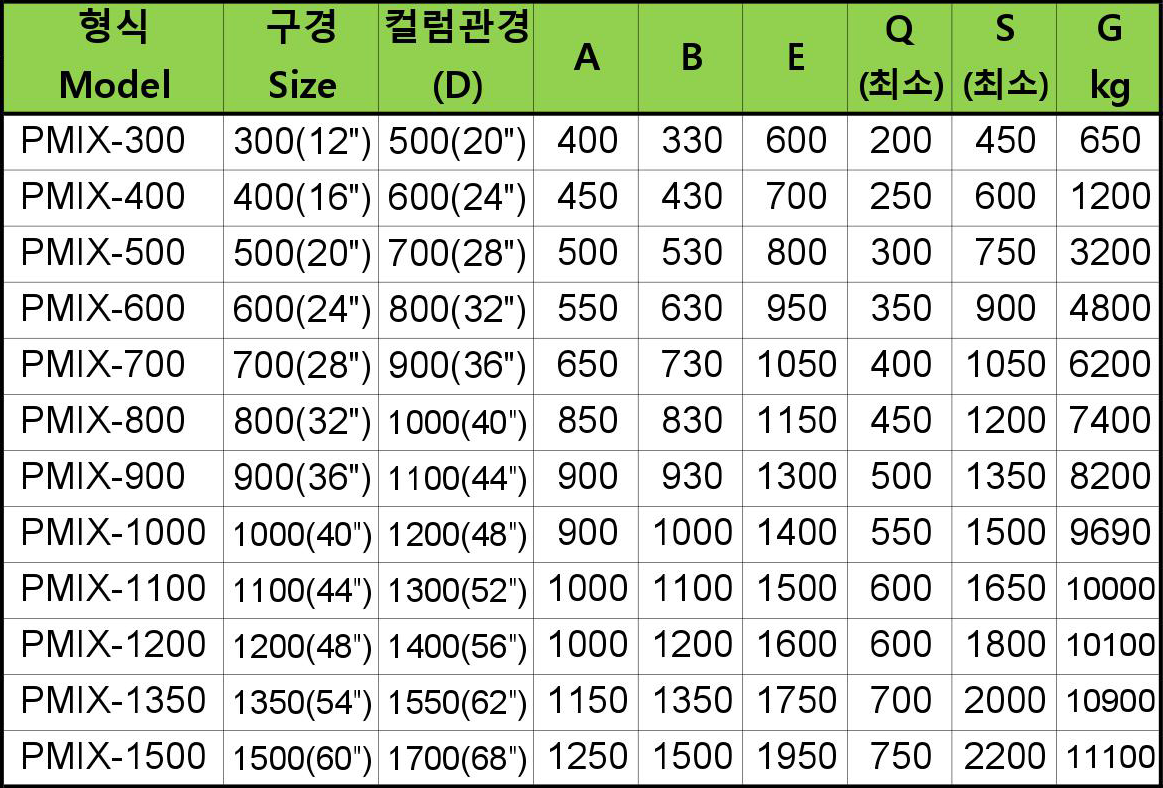 형식 Model 구경 Size 컬럼관경 (D) A B E Q (최소) S (최소) G kg
PMIX-300 300(12") 500(20") 400 330 600 200 450 650
PMIX-400 400(16") 600(24") 450 430 700 250 600 1200
PMIX-500 500(20") 700(28") 500 530 800 300 750 3200
PMIX-600 600(24") 800(32") 550 630 950 350 900 4800
PMIX-700 700(28") 900(36") 650 730 1050 400 1050 6200
PMIX-800 800(32") 1000(40") 850 830 1150 450 1200 7400
PMIX-900 900(36") 1100(44") 900 930 1300 500 1350 8200
PMIX-1000 1000(40") 1200(48") 900 1000 1400 550 1500 9690
PMIX-1100 1100(44") 1300(52") 1000 1100 1500 600 1650 10000
PMIX-1200 1200(48") 1400(56") 1000 1200 1600 600 1800 10100
PMIX-1350 1350(54") 1550(62") 1150 1350 1750 700 2000 10900
PMIX-1500 1500(60") 1700(68") 1250 1500 1950 750 2200 11100